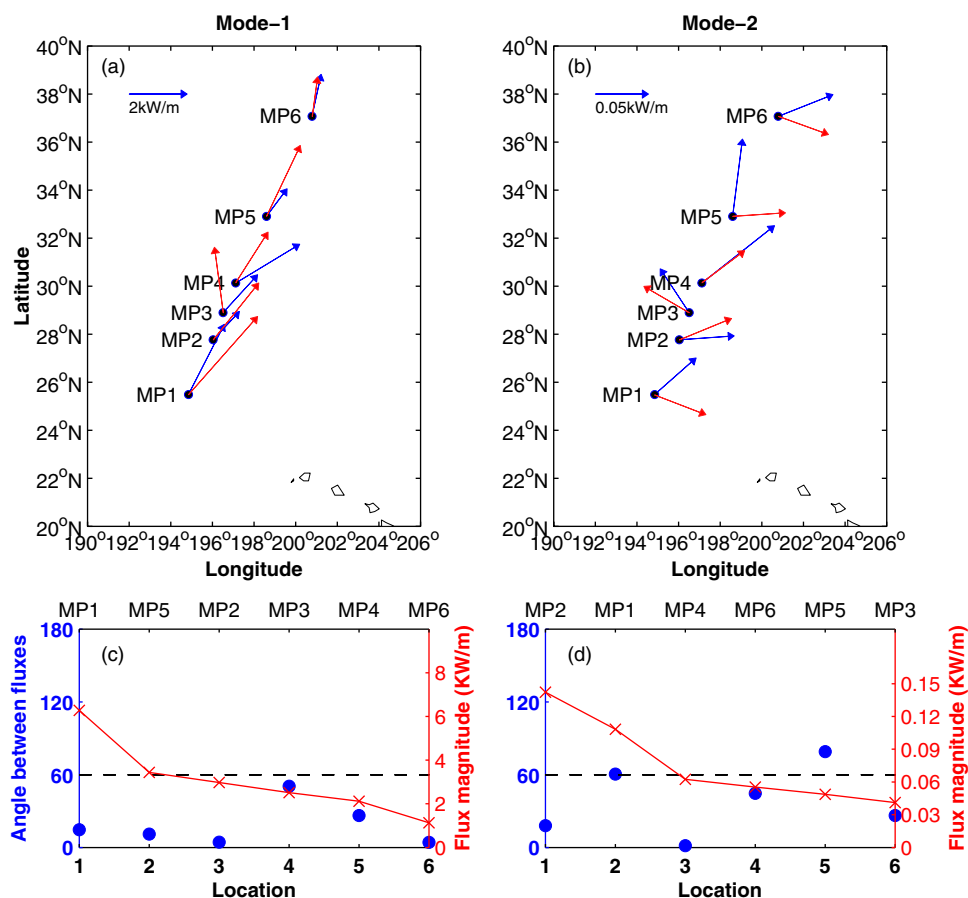 Mode−1
Mode−2
40°N
38°N
36°N
34°N
32°N
30°N
28°N
26°N
24°N
22°N
20°N
Latitude
(a)
2kW/m
MP6
MP5
MP4
MP3
MP2
MP1
190° 192° 194° 196° 198° 200° 202° 204° 206°
Longitude
40°N
38°N
36°N
34°N
32°N
30°N
28°N
26°N
24°N
22°N
20°N
(b)
0.05kW/m
MP6
MP5
MP4
MP3
MP2
MP1
190° 192° 194° 196° 198° 200° 202° 204° 206°
Longitude
MP1 MP5 MP2 MP3 MP4 MP6
(c)
180
120
60
0
Angle between fluxes
8
6
4
2
0
Flux magnitude (KW/m)
1 2 3 4 5 6
Location
MP2 MP1 MP4 MP6 MP5 MP3
(d)
180
120
60
0
0.15
0.12
0.09
0.06
0.03
0
Flux magnitude (KW/m)
1 2 3 4 5 6
Location